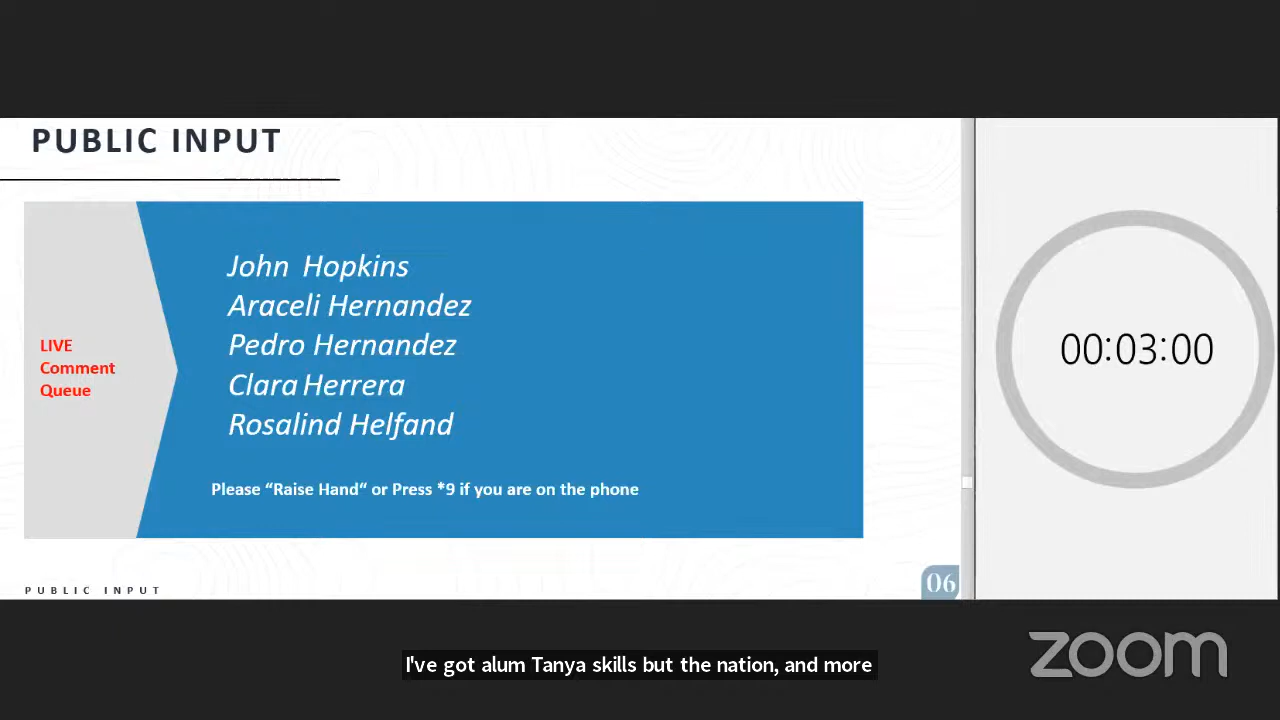 PUBLIC INPUT
John Hopkins
Araceli Hernandez
Pedro Hernandez
Clara Herrera
Rosalind Helfand
LIVE
Comment
Queue
Please “Raise Hand“ or Press *9 if you are on the phone
PUBLIC INPUT
06
00:03:00
I've got alum Tanya skills but the nation, and more
zoom